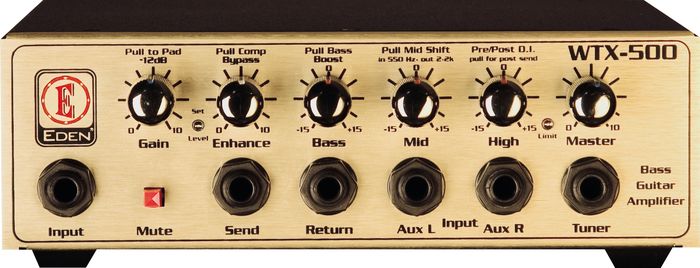 Pull to Pad
-12dB
Pull Comp
Bypass
Pull Bass
Boost
Pull Mid Shift
in 550 Hz- out 2-2k
Pre/Post D.I.
pull for post send
WTX-500
E
EDEN®
0 10
Gain
Set
Level
0 10
Enhance
-15 +15
Bass
-15 +15
Mid
-15 +15
High
Limit
0 10
Master
Input
Mute
Send
Return
Aux L
Input
Aux R
Tuner
Bass
Guitar
Amplifier